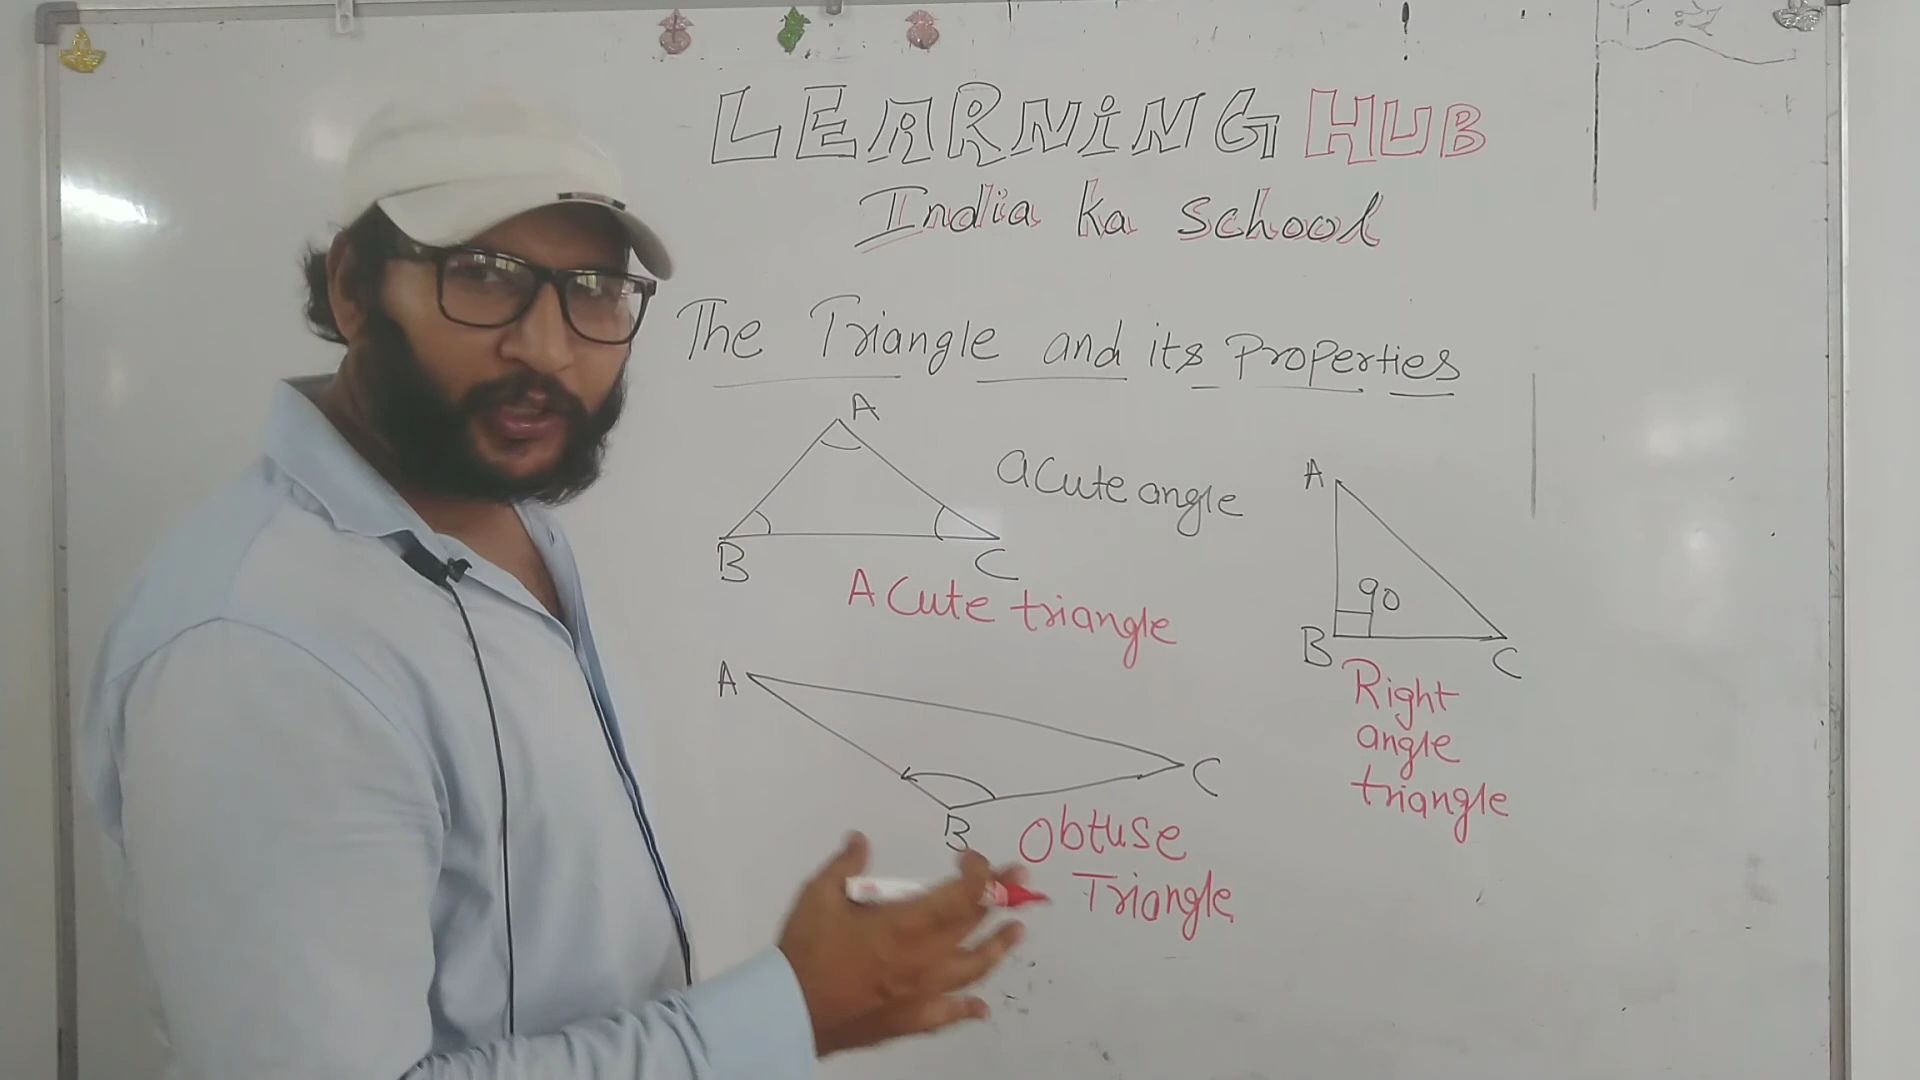 LEARNING HUB
India ka School
The Triangle and its Properties
A
B
C
acute angle
Acute triangle
A
90
B
C
Right
angle
triangle
A
C
B
Obtuse
Triangle